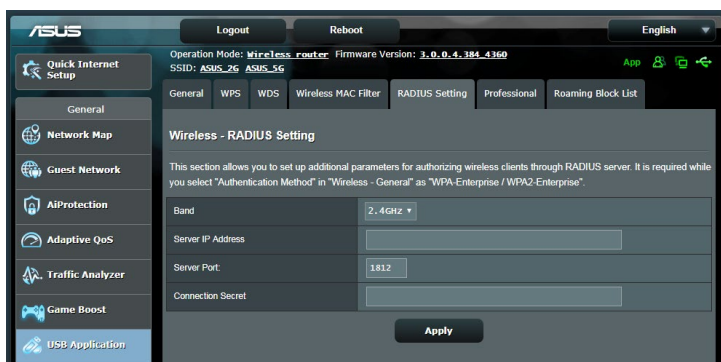 ASUS
Logout
Reboot
English
Quick Internet
Setup
Operation Mode: Wireless router Firmware Version: 3.0.0.4.384_4360
SSID: ASUS_2G ASUS_5G
App
General WPS WDS Wireless MAC Filter RADIUS Setting Professional Roaming Block List
General
Network Map
Guest Network
AiProtection
Adaptive QoS
Traffic Analyzer
Game Boost
USB Application
Wireless - RADIUS Setting
This section allows you to set up additional parameters for authorizing wireless clients through RADIUS server. It is required while
you select "Authentication Method" in "Wireless - General" as "WPA-Enterprise / WPA2-Enterprise".
Band 2.4GHz
Server IP Address
Server Port: 1812
Connection Secret
Apply